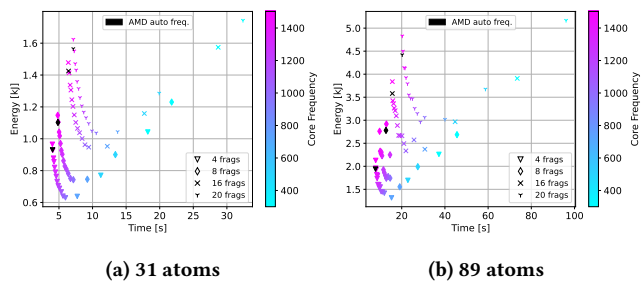 AMD auto freq.
Energy [kJ]
1.6
1.4
1.2
1.0
0.8
0.6
4 frags
8 frags
16 frags
20 frags
5 10 15 20 25 30
Time [s]
1400
1200
1000
800
600
400
Core Frequency
(a) 31 atoms
AMD auto freq.
Energy [kJ]
5.0
4.5
4.0
3.5
3.0
2.5
2.0
1.5
4 frags
8 frags
16 frags
20 frags
20 40 60 80 100
Time [s]
1400
1200
1000
800
600
400
Core Frequency
(b) 89 atoms